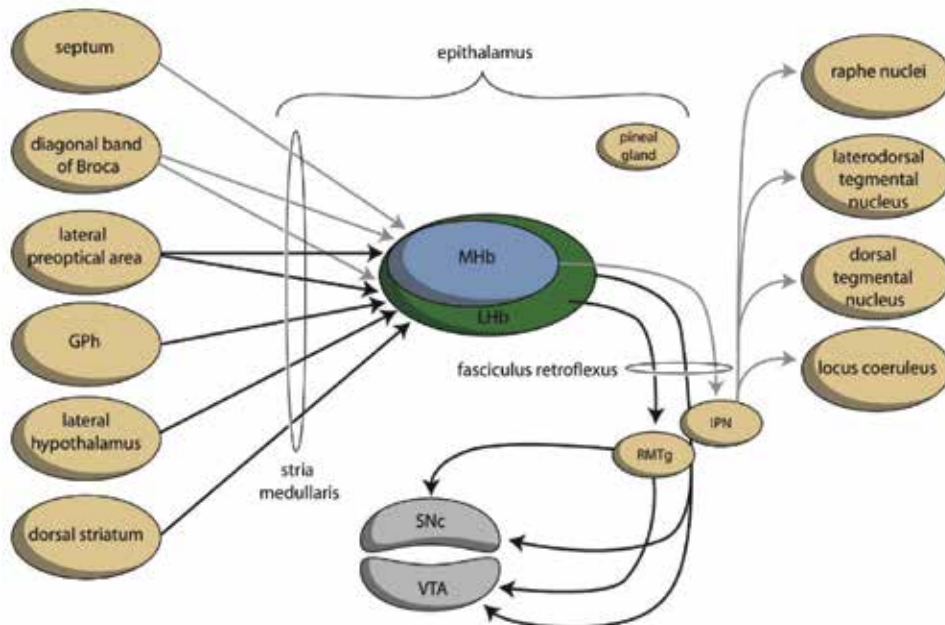 septum
diagonal band
of Broca
lateral
preoptical area
GPh
lateral
hypothalamus
dorsal striatum
epithalamus
stria
medullaris
pineal
gland
MHb
LHb
fasciculus retroflexus
IPN
RMTg
SNc
VTA
raphe nuclei
laterodorsal
tegmental
nucleus
dorsal
tegmental
nucleus
locus coeruleus